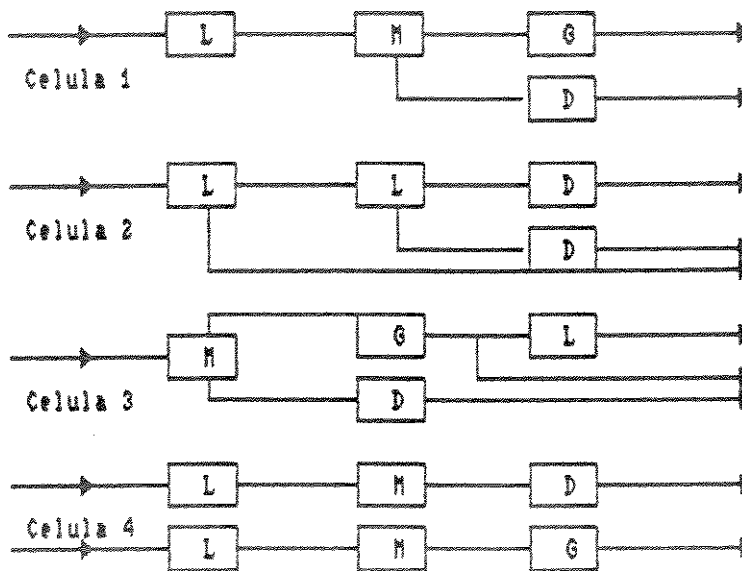 L M G
Celula 1
D
L L D
Celula 2
D
G L
M
Celula 3
D
L M D
Celula 4
L M G